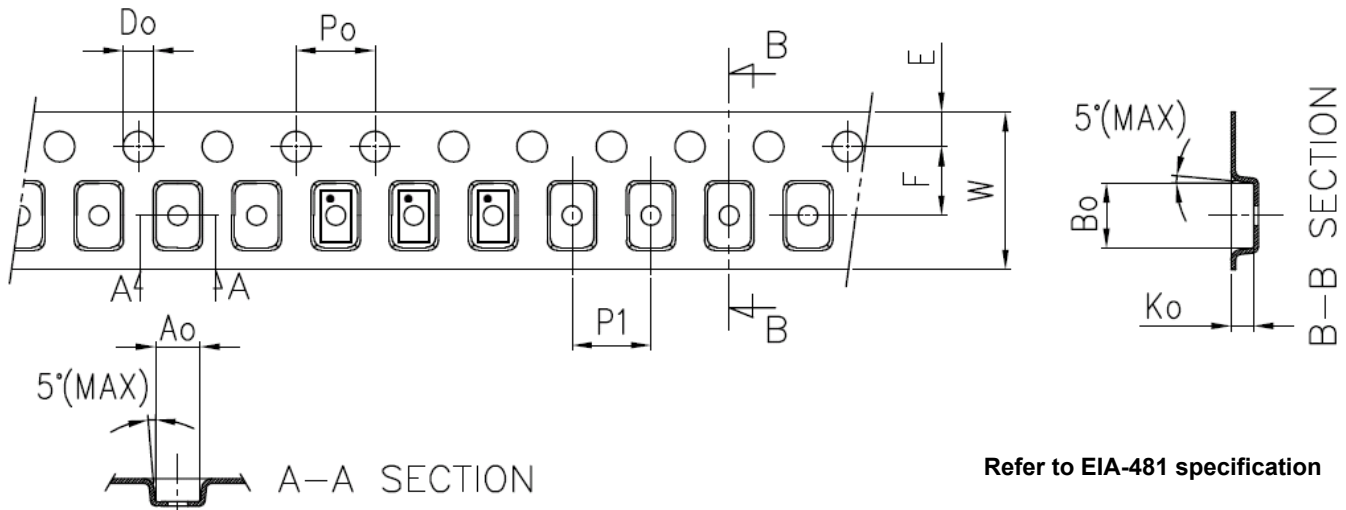 Do
Po
B
E
5°(MAX)
F
W
Bo
B-B SECTION
A
A
Ko
P1
B
Ao
5°(MAX)
A-A SECTION
Refer to EIA-481 specification